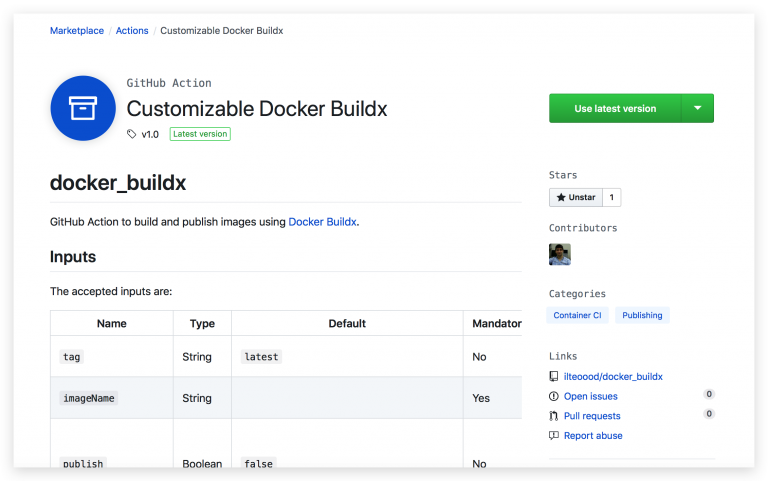 Marketplace / Actions / Customizable Docker Buildx
GitHub Action
Customizable Docker Buildx
v1.0 Latest version
Use latest version
docker_buildx
GitHub Action to build and publish images using Docker Buildx.
Inputs
The accepted inputs are:
Name Type Default Mandator
tag String latest No
imageName String Yes
publish Boolean false No
Stars
Unstar 1
Contributors
Categories
Container CI Publishing
Links
ilteoood/docker_buildx
Open issues 0
Pull requests 0
Report abuse